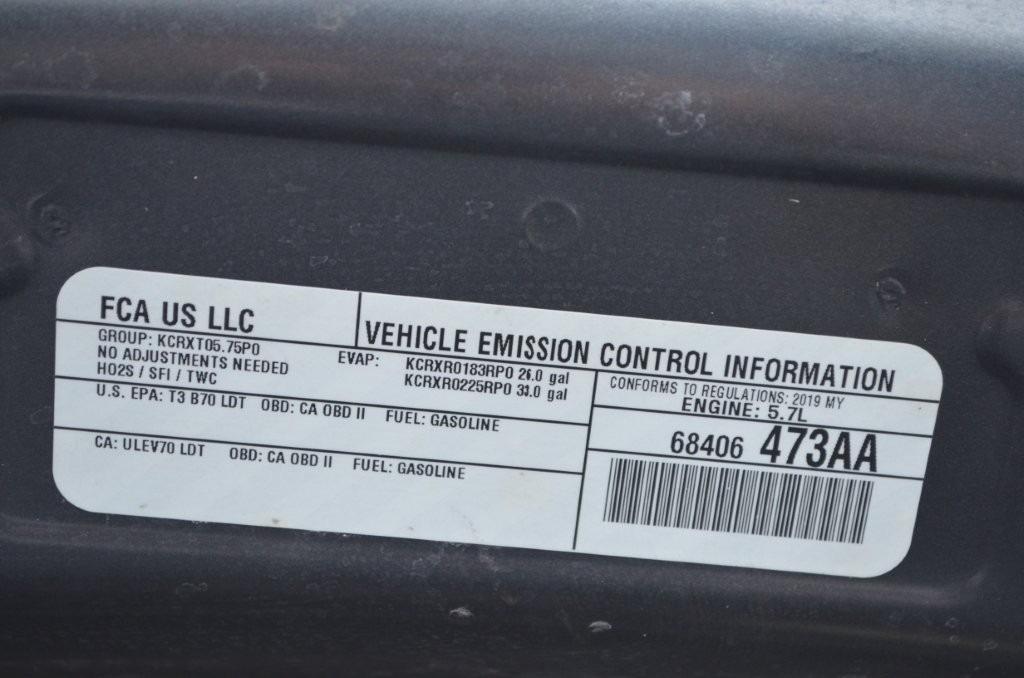 FCA US LLC
VEHICLE EMISSION CONTROL INFORMATION
GROUP: KCRXT05.75P0
NO ADJUSTMENTS NEEDED
HO2S / SFI / TWC
EVAP: KCRXR0183RP0 26.0 gal
KCRXR0225RP0 33.0 gal
U.S. EPA: T3 B70 LDT OBD: CA OBD II FUEL: GASOLINE
CA: ULEV70 LDT OBD: CA OBD II FUEL: GASOLINE
CONFORMS TO REGULATIONS: 2019 MY
ENGINE: 5.7L
68406 473AA